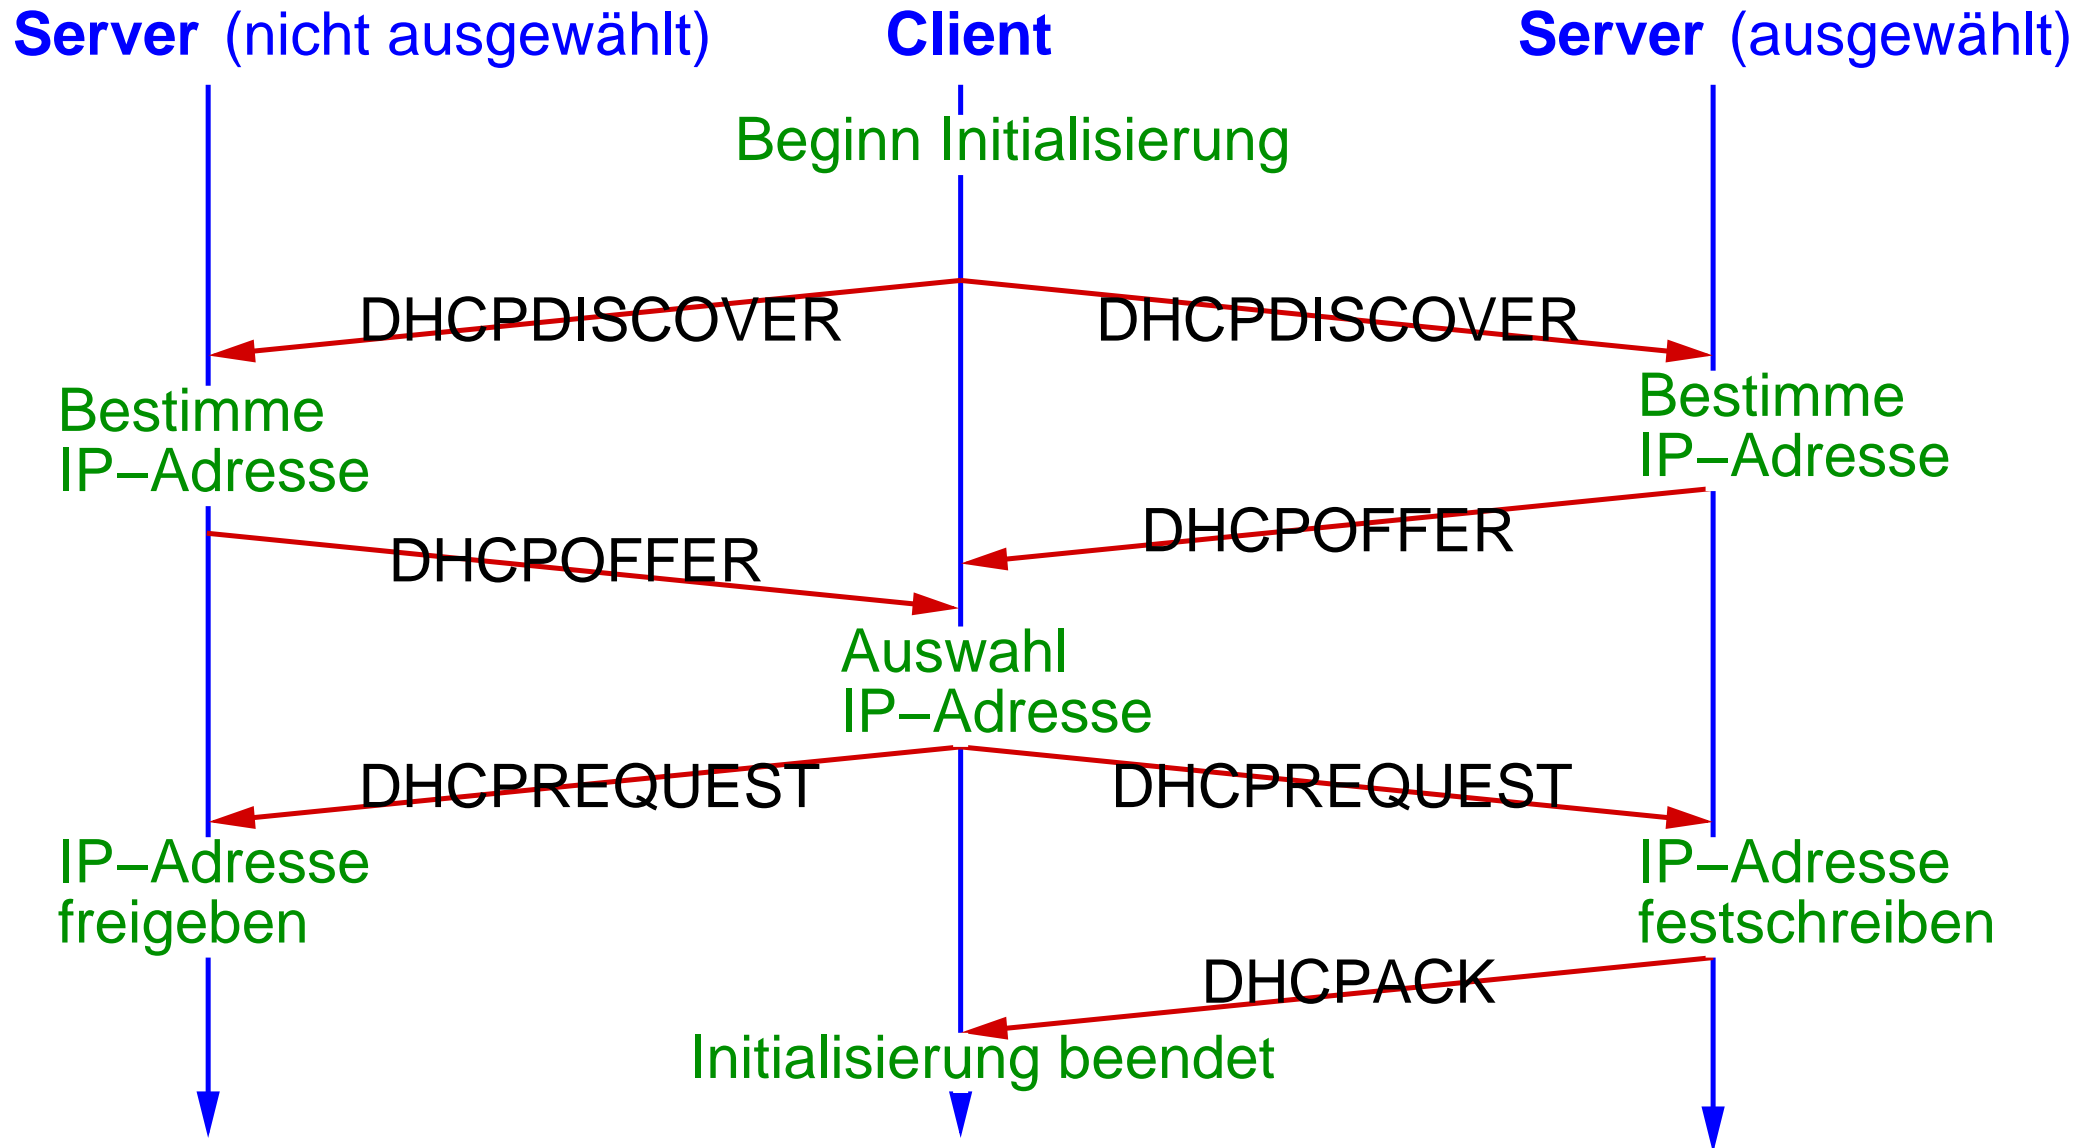 Server (nicht ausgewählt)
Client
Server (ausgewählt)
Beginn Initialisierung
DHCPDISCOVER
DHCPDISCOVER
Bestimme
IP–Adresse
Bestimme
IP–Adresse
DHCPOFFER
DHCPOFFER
Auswahl
IP–Adresse
DHCPREQUEST
DHCPREQUEST
IP–Adresse
freigeben
IP–Adresse
festschreiben
DHCPACK
Initialisierung beendet